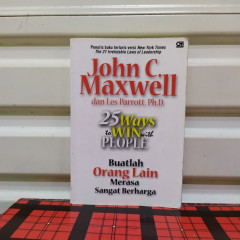 Penulis buku terlaris versi New York Times
The 21 Irrefutable Laws of Leadership
John C.
Maxwell
dan Les Parrott, Ph.D.
25 Ways
to WIN with
PEOPLE
Buatlah
Orang Lain
Merasa
Sangat Berharga